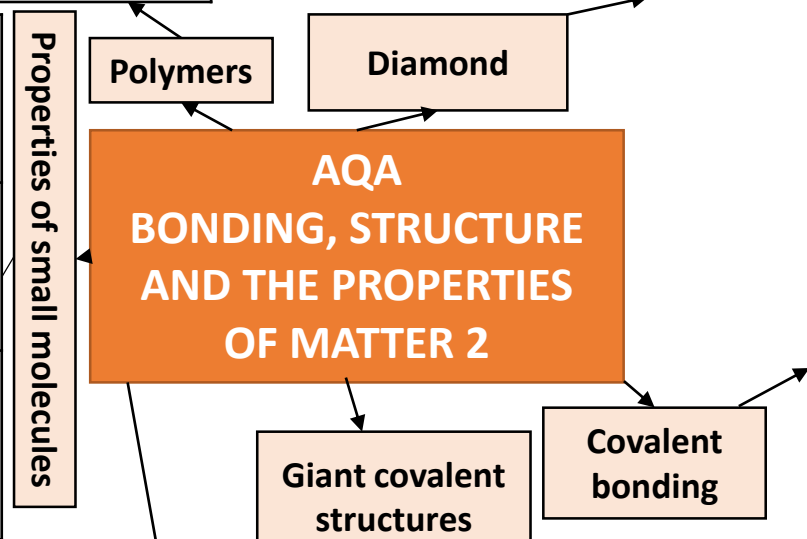 Properties of small molecules
Polymers
Diamond
AQA
BONDING, STRUCTURE
AND THE PROPERTIES
OF MATTER 2
Giant covalent
structures
Covalent
bonding